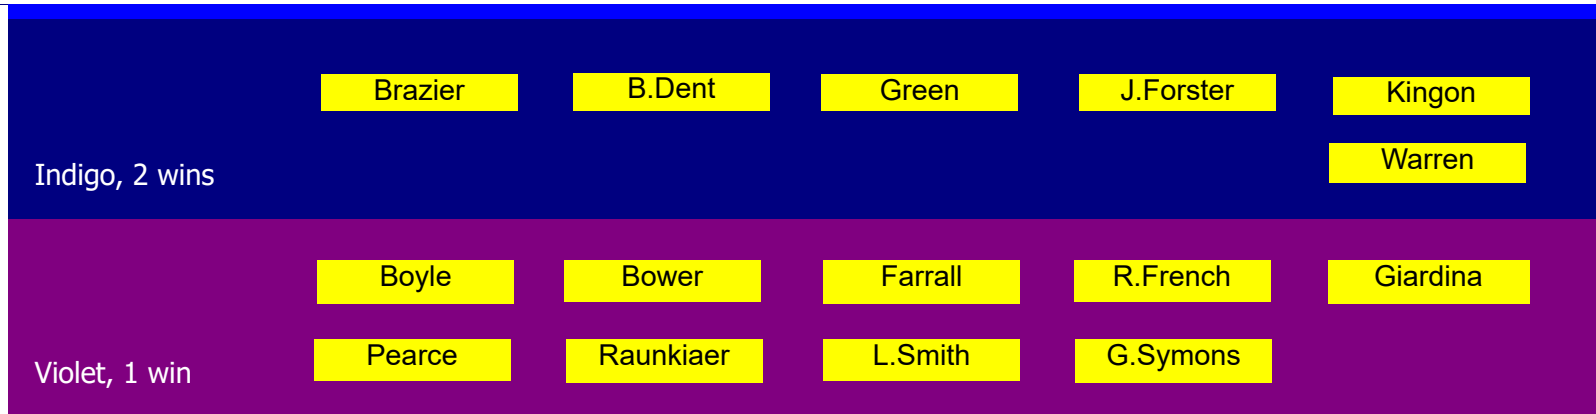 Brazier B.Dent Green J.Forster Kingon
Warren
Indigo, 2 wins
Boyle Bower Farrall R.French Giardina
Pearce Raunkiaer L.Smith G.Symons
Violet, 1 win